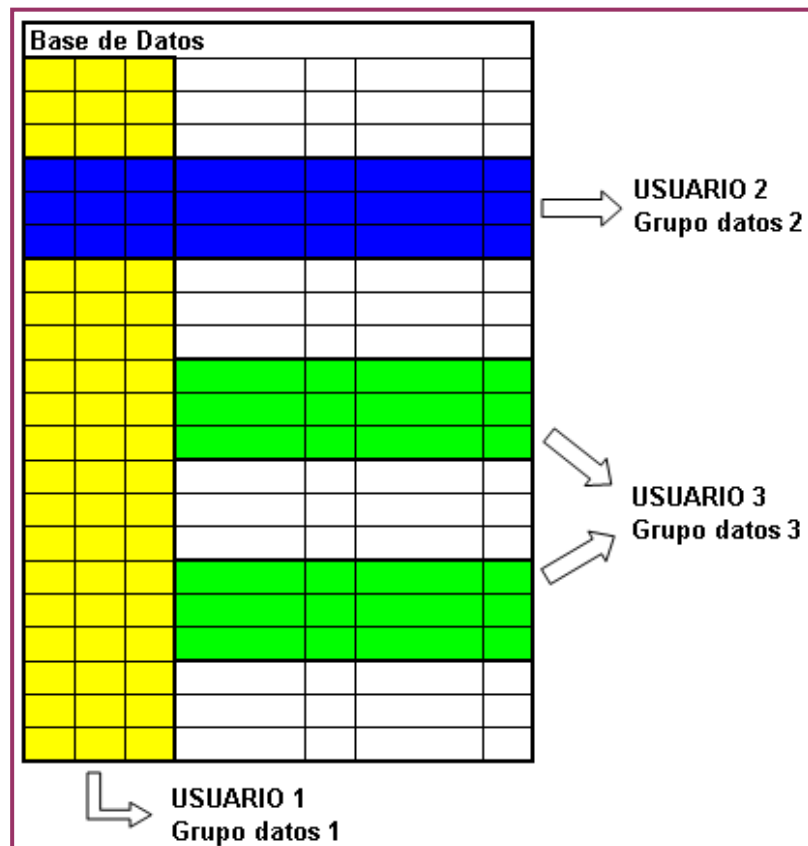 Base de Datos
USUARIO 2
Grupo datos 2
USUARIO 3
Grupo datos 3
USUARIO 1
Grupo datos 1